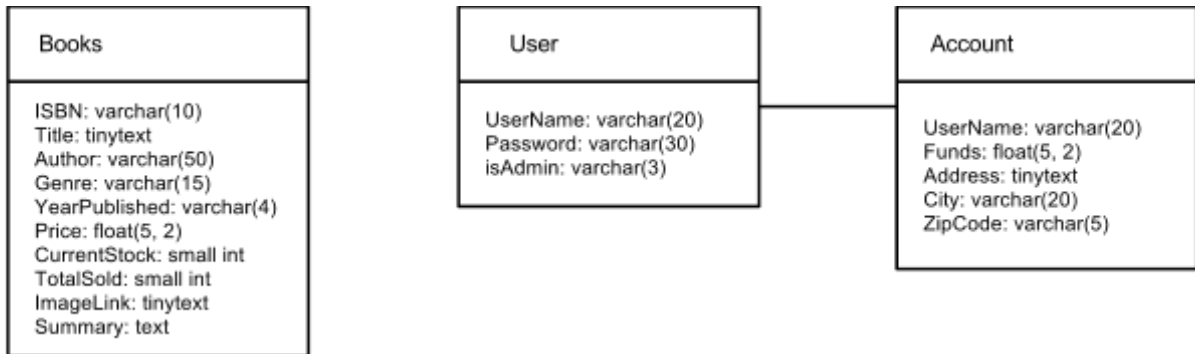 Books
ISBN: varchar(10)
Title: tinytext
Author: varchar(50)
Genre: varchar(15)
YearPublished: varchar(4)
Price: float(5, 2)
CurrentStock: small int
TotalSold: small int
ImageLink: tinytext
Summary: text
User
UserName: varchar(20)
Password: varchar(30)
isAdmin: varchar(3)
Account
UserName: varchar(20)
Funds: float(5, 2)
Address: tinytext
City: varchar(20)
ZipCode: varchar(5)